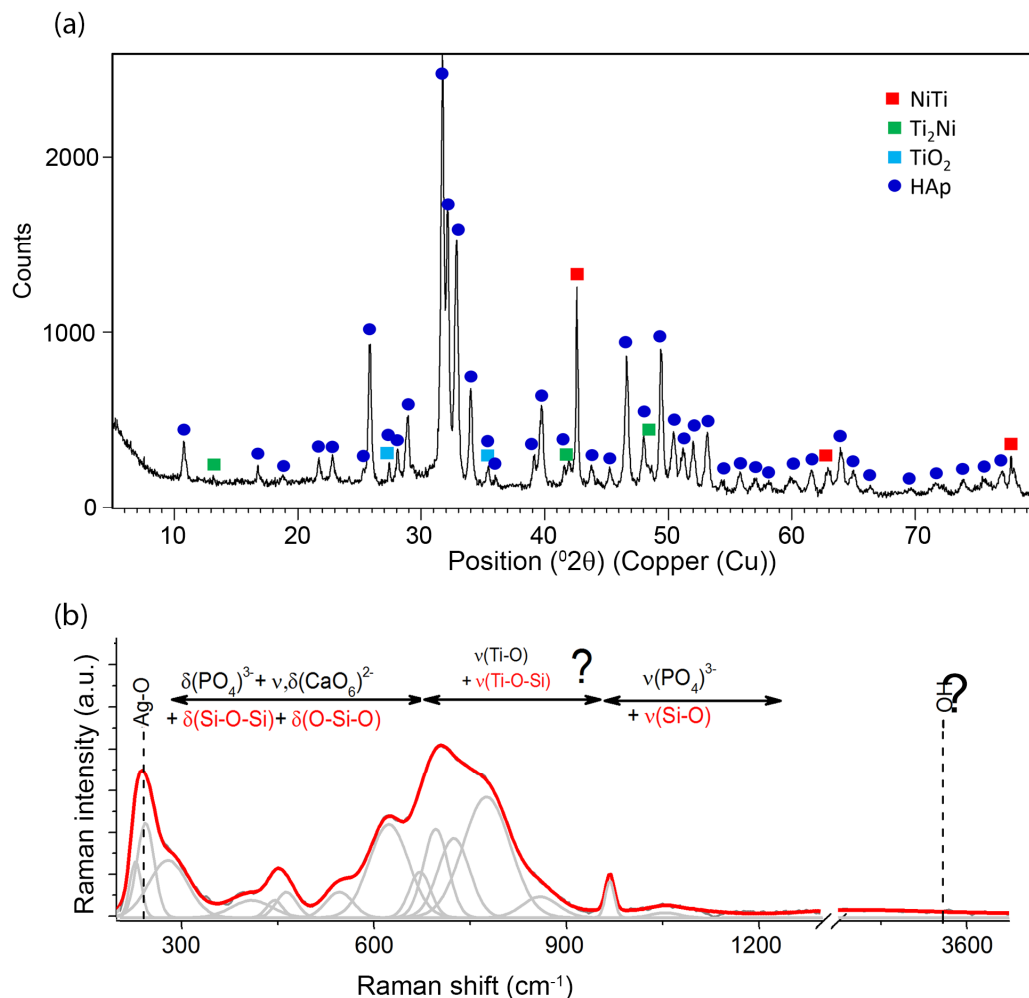 (a)
Counts
2000
1000
0
NiTi
Ti₂Ni
TiO₂
HAp
10 20 30 40 50 60 70
Position (⁰2θ) (Copper (Cu))
(b)
Raman intensity (a.u.)
Ag-O
δ(PO₄)³⁻+ ν,δ(CaO₆)²⁻
+ δ(Si-O-Si)+ δ(O-Si-O)
ν(Ti-O)
+ ν(Ti-O-Si)
?
ν(PO₄)³⁻
+ ν(Si-O)
OH
?
300 600 900 1200 3600
Raman shift (cm⁻¹)